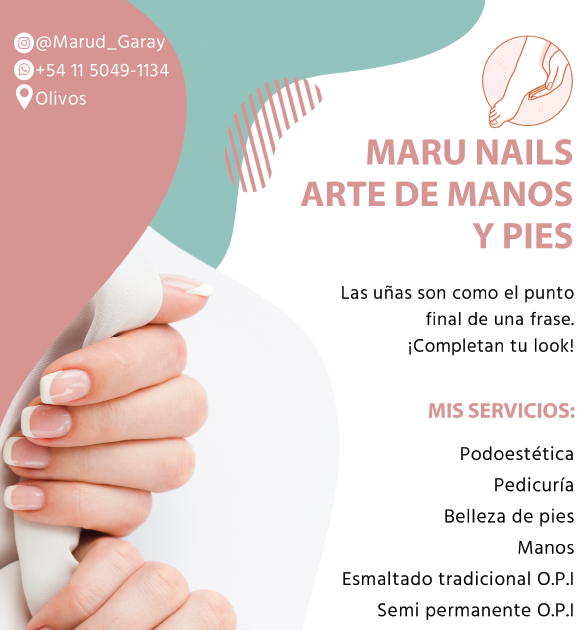 @Marud_Garay
+54 11 5049-1134
Olivos
MARU NAILS
ARTE DE MANOS
Y PIES
Las uñas son como el punto
final de una frase.
¡Completan tu look!
MIS SERVICIOS:
Podoestética
Pedicuría
Belleza de pies
Manos
Esmaltado tradicional O.P.I
Semi permanente O.P.I